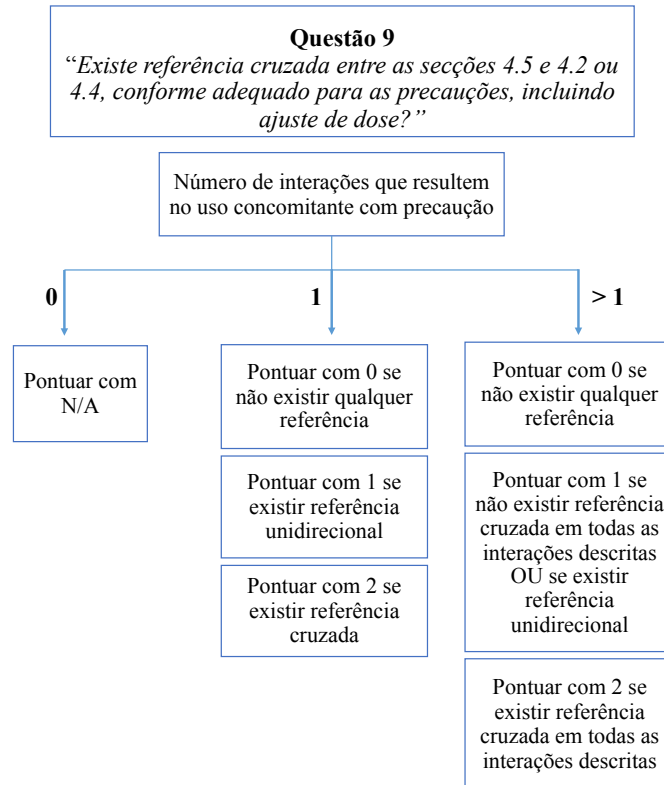 Questão 9
“Existe referência cruzada entre as secções 4.5 e 4.2 ou
4.4, conforme adequado para as precauções, incluindo
ajuste de dose?”
Número de interações que resultem
no uso concomitante com precaução
0
1
> 1
Pontuar com
N/A
Pontuar com 0 se
não existir qualquer
referência
Pontuar com 1 se
existir referência
unidirecional
Pontuar com 2 se
existir referência
cruzada
Pontuar com 0 se
não existir qualquer
referência
Pontuar com 1 se
não existir referência
cruzada em todas as
interações descritas
OU se existir
referência
unidirecional
Pontuar com 2 se
existir referência
cruzada em todas as
interações descritas